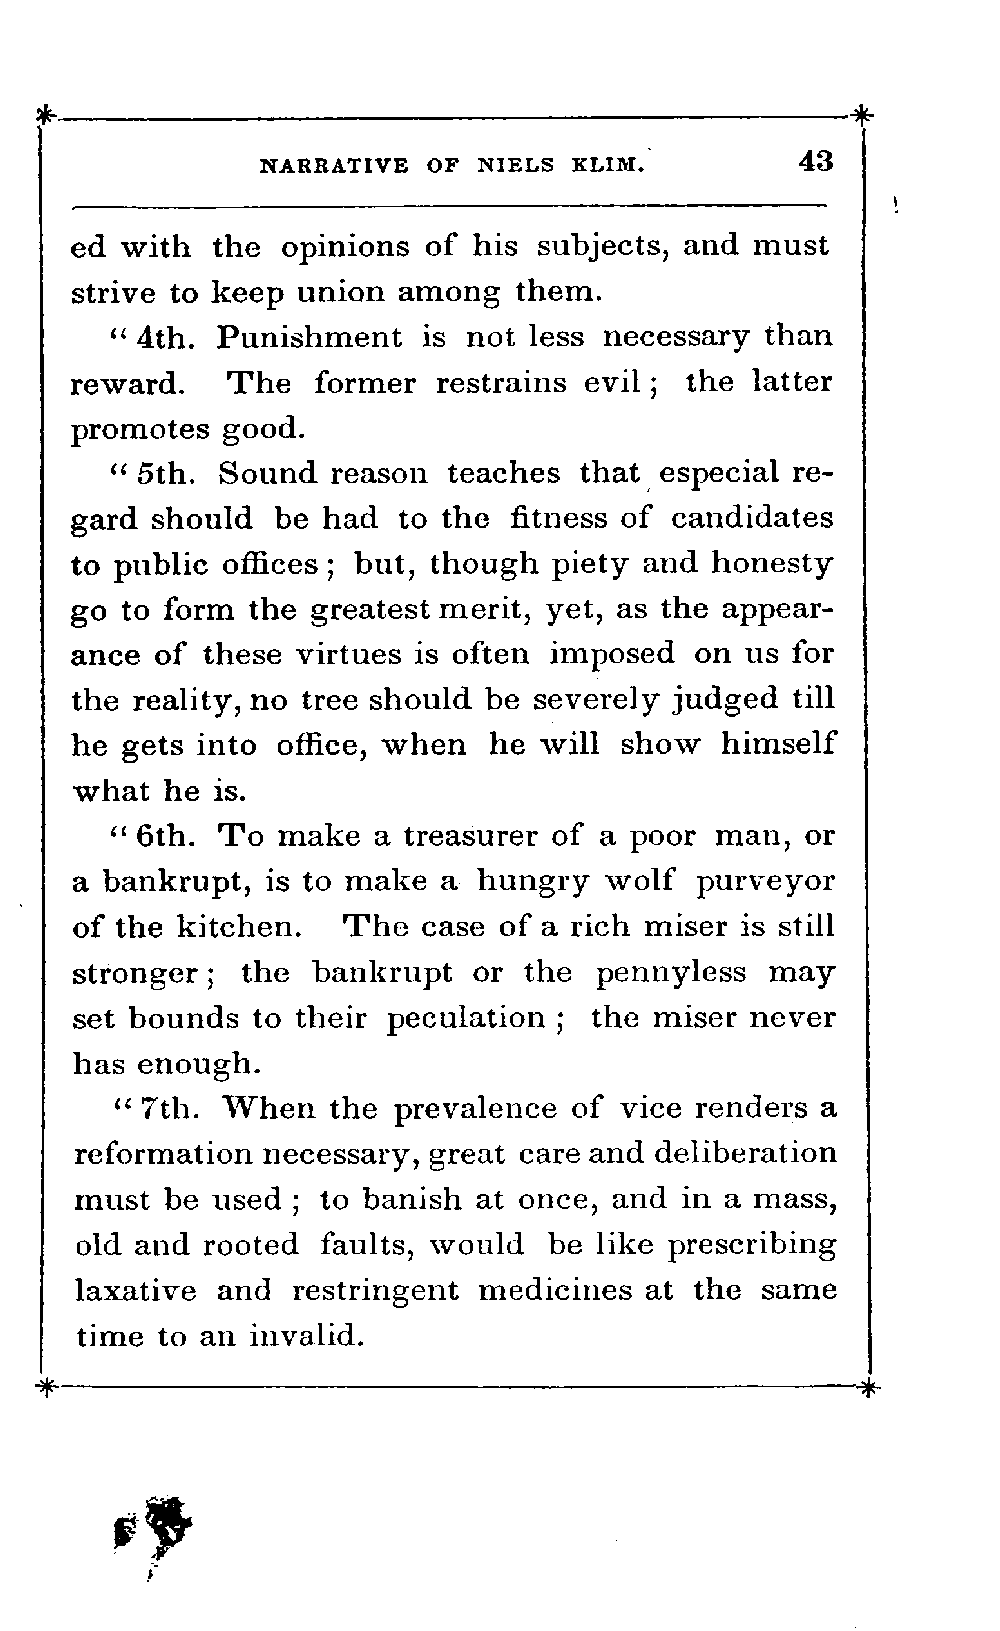 NARRATIVE OF NIELS KLIM. 43
ed with the opinions of his subjects, and must
strive to keep union among them.
“ 4th. Punishment is not less necessary than
reward. The former restrains evil ; the latter
promotes good.
“ 5th. Sound reason teaches that especial re-
gard should be had to the fitness of candidates
to public offices ; but, though piety and honesty
go to form the greatest merit, yet, as the appear-
ance of these virtues is often imposed on us for
the reality, no tree should be severely judged till
he gets into office, when he will show himself
what he is.
“ 6th. To make a treasurer of a poor man, or
a bankrupt, is to make a hungry wolf purveyor
of the kitchen. The case of a rich miser is still
stronger ; the bankrupt or the pennyless may
set bounds to their peculation ; the miser never
has enough.
“ 7th. When the prevalence of vice renders a
reformation necessary, great care and deliberation
must be used ; to banish at once, and in a mass,
old and rooted faults, would be like prescribing
laxative and restringent medicines at the same
time to an invalid.